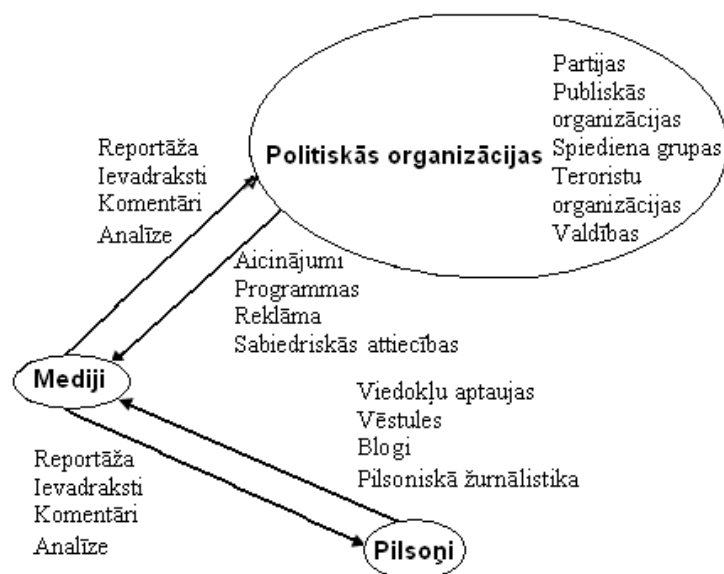 Partijas
Publiskās
organizācijas
Spiediena grupas
Teroristu
organizācijas
Valdības
Politiskās organizācijas
Reportāža
Ievadraksti
Komentāri
Analīze
Aicinājumi
Programmas
Reklāma
Sabiedriskās attiecības
Mediji
Viedokļu aptaujas
Vēstules
Blogi
Pilsoniskā žurnālistika
Reportāža
Ievadraksti
Komentāri
Analīze
Pilsoņi